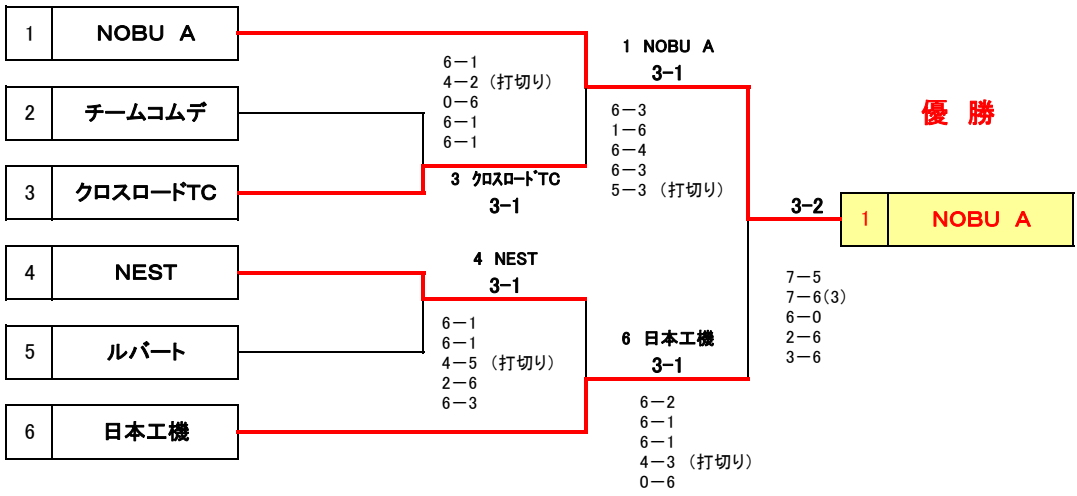 1 NOBU A
2 チームコムデ
3 クロスロードTC
4 NEST
5 ルバート
6 日本工機
6－1
4－2 (打切り)
0－6
6－1
6－1
3 クロスロードTC
3-1
4 NEST
3-1
6－1
6－1
4－5 (打切り)
2－6
6－3
1 NOBU A
3-1
6－3
1－6
6－4
6－3
5－3 (打切り)
6 日本工機
3-1
6－2
6－1
6－1
4－3 (打切り)
0－6
優 勝
3-2
1 NOBU A
7－5
7－6(3)
6－0
2－6
3－6